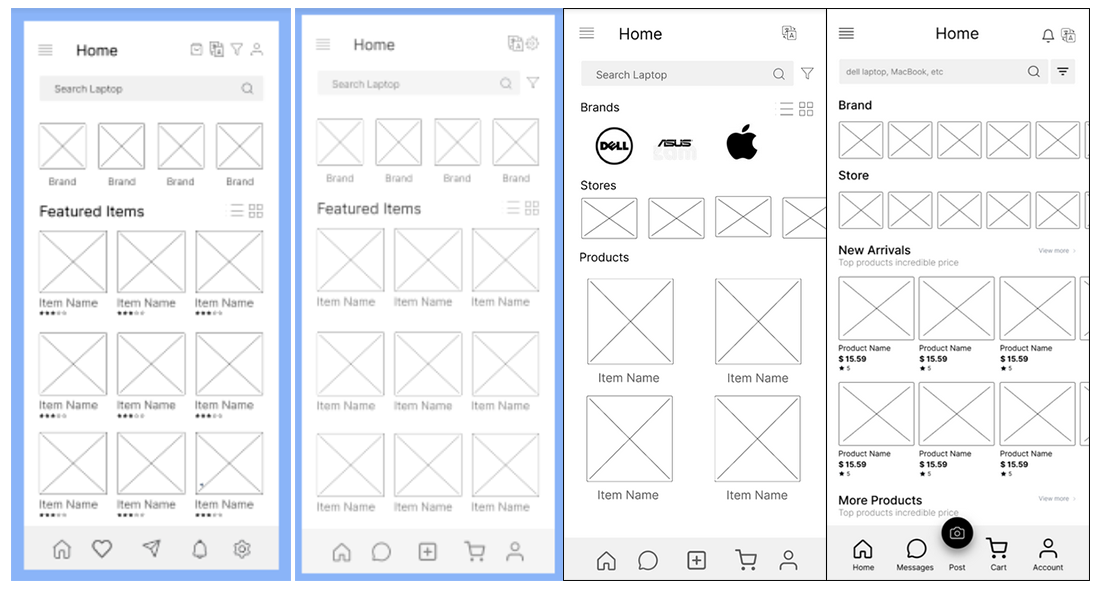 Home
Search Laptop
Brand Brand Brand Brand
Featured Items
Item Name Item Name Item Name
Item Name Item Name Item Name
Item Name Item Name Item Name
Home
Search Laptop
Brand Brand Brand Brand
Featured Items
Item Name Item Name Item Name
Item Name Item Name Item Name
Item Name Item Name Item Name
Home
Search Laptop
Brands
DELL ASUS
Stores
Products
Item Name Item Name
Item Name Item Name
Home
dell laptop, MacBook, etc
Brand
Store
New Arrivals View more
Top products incredible price
Product Name Product Name Product Name
$ 15.59 $ 15.59 $ 15.59
5 5 5
Product Name Product Name Product Name
$ 15.59 $ 15.59 $ 15.59
5 5 5
More Products View more
Top products incredible price
Home Messages Post Cart Account